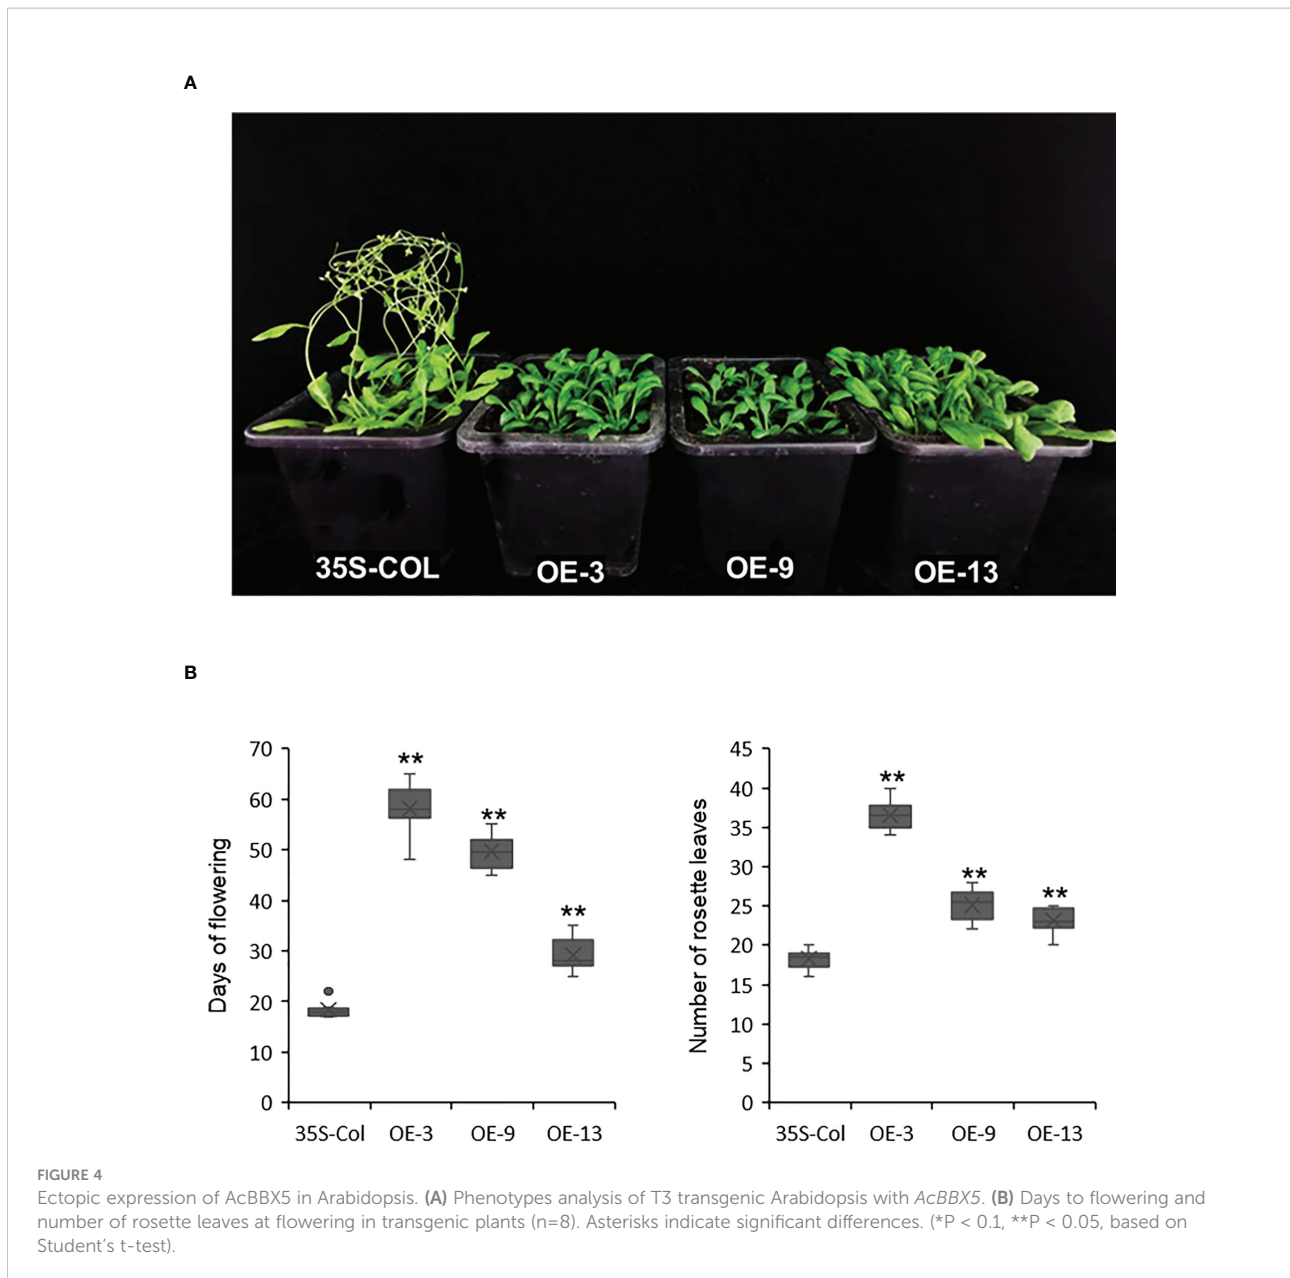 A
35S-COL
OE-3
OE-9
OE-13
B
70
60
50
40
30
20
10
0
Days of flowering
**
**
**
35S-Col
OE-3
OE-9
OE-13
45
40
35
30
25
20
15
10
5
0
Number of rosette leaves
**
**
**
35S-Col
OE-3
OE-9
OE-13
FIGURE 4
Ectopic expression of AcBBX5 in Arabidopsis. (A) Phenotypes analysis of T3 transgenic Arabidopsis with AcBBX5. (B) Days to flowering and
number of rosette leaves at flowering in transgenic plants (n=8). Asterisks indicate significant differences. (*P < 0.1, **P < 0.05, based on
Student's t-test).